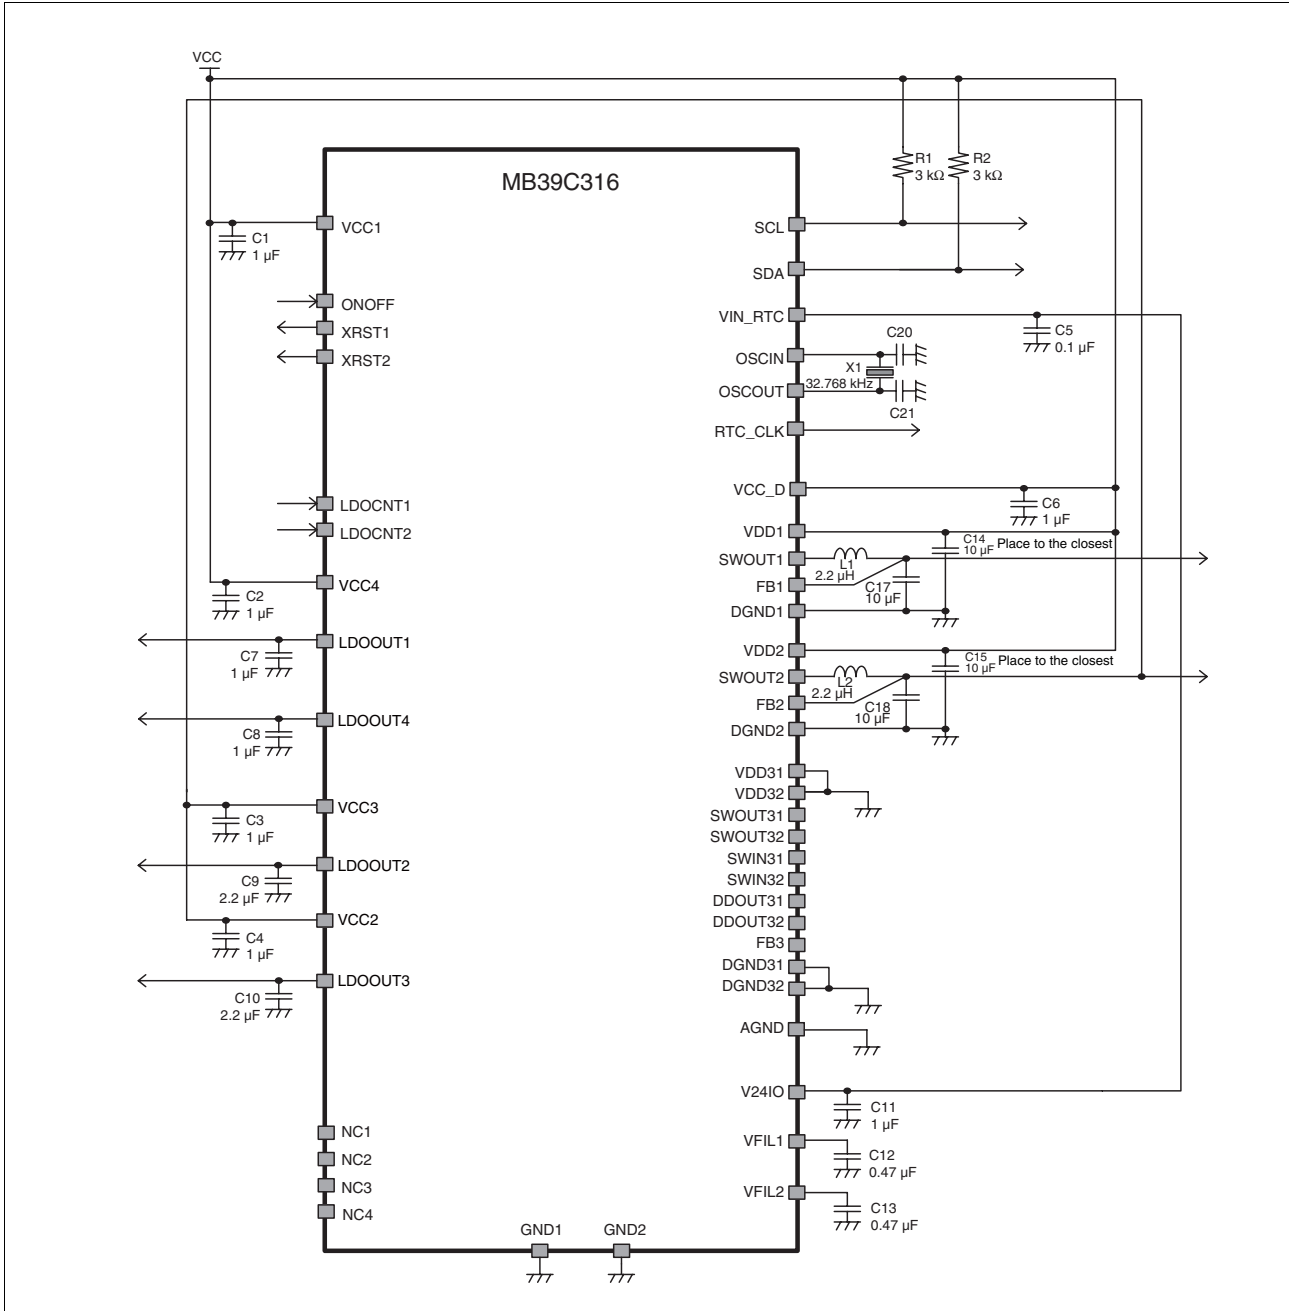 VCC
MB39C316
VCC1
C1
1 µF
ONOFF
XRST1
XRST2
LDOCNT1
LDOCNT2
VCC4
C2
1 µF
LDOOUT1
C7
1 µF
LDOOUT4
C8
1 µF
VCC3
C3
1 µF
LDOOUT2
C9
2.2 µF
VCC2
C4
1 µF
LDOOUT3
C10
2.2 µF
NC1
NC2
NC3
NC4
GND1
GND2
R1
3 kΩ
R2
3 kΩ
SCL
SDA
VIN_RTC
C5
0.1 µF
C20
OSCIN
X1
32.768 kHz
OSCOUT
C21
RTC_CLK
VCC_D
C6
1 µF
VDD1
C14
10 µF
Place to the closest
SWOUT1
L1
2.2 µH
FB1
C17
10 µF
DGND1
VDD2
C15
10 µF
Place to the closest
SWOUT2
L2
2.2 µH
FB2
C18
10 µF
DGND2
VDD31
VDD32
SWOUT31
SWOUT32
SWIN31
SWIN32
DDOUT31
DDOUT32
FB3
DGND31
DGND32
AGND
V24IO
C11
1 µF
VFIL1
C12
0.47 µF
VFIL2
C13
0.47 µF